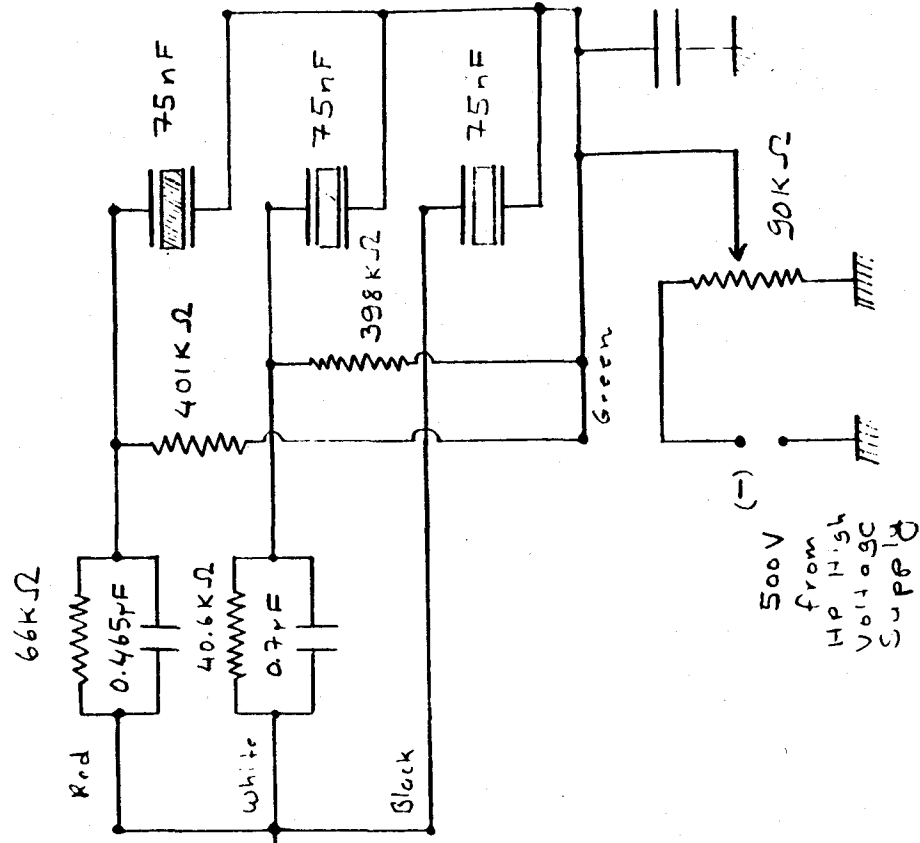 75nF
75nF
75nF
90KΩ
398KΩ
401KΩ
Green
66KΩ
0.465μF
40.6KΩ
0.7μF
Red
White
Black
(-)
500V
from
HP High
Voltage
Supply